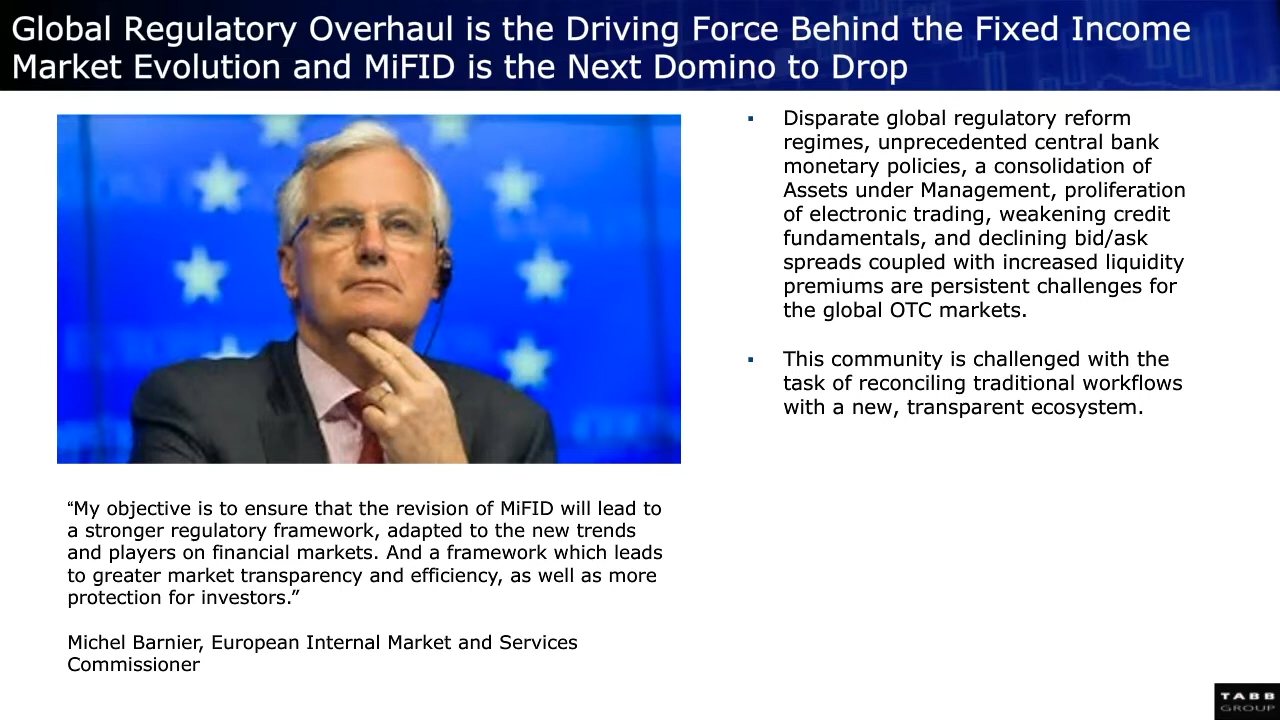 Global Regulatory Overhaul is the Driving Force Behind the Fixed Income
Market Evolution and MiFID is the Next Domino to Drop
▪ Disparate global regulatory reform
regimes, unprecedented central bank
monetary policies, a consolidation of
Assets under Management, proliferation
of electronic trading, weakening credit
fundamentals, and declining bid/ask
spreads coupled with increased liquidity
premiums are persistent challenges for
the global OTC markets.
▪ This community is challenged with the
task of reconciling traditional workflows
with a new, transparent ecosystem.
“My objective is to ensure that the revision of MiFID will lead to
a stronger regulatory framework, adapted to the new trends
and players on financial markets. And a framework which leads
to greater market transparency and efficiency, as well as more
protection for investors.”
Michel Barnier, European Internal Market and Services
Commissioner
TABB
GROUP